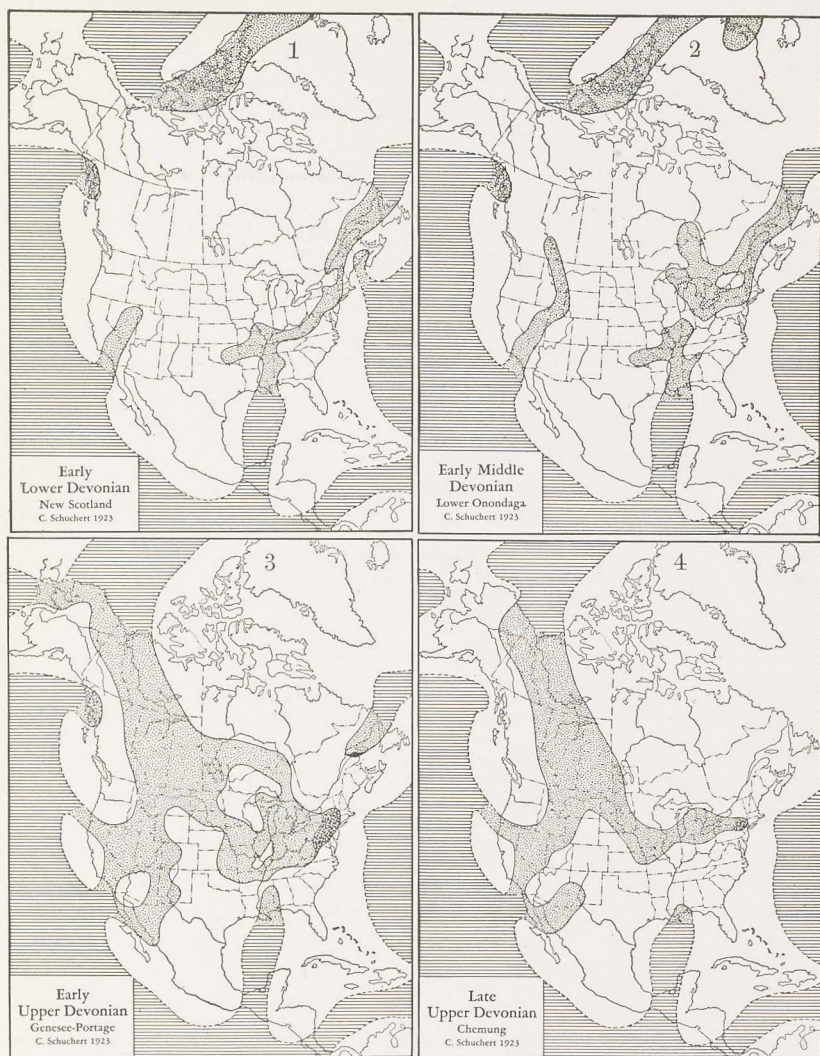 1
Early
Lower Devonian
New Scotland
C. Schuchert 1923
2
Early Middle
Devonian
Lower Onondaga
C. Schuchert 1923
3
Early
Upper Devonian
Genesee-Portage
C. Schuchert 1923
4
Late
Upper Devonian
Chemung
C. Schuchert 1923